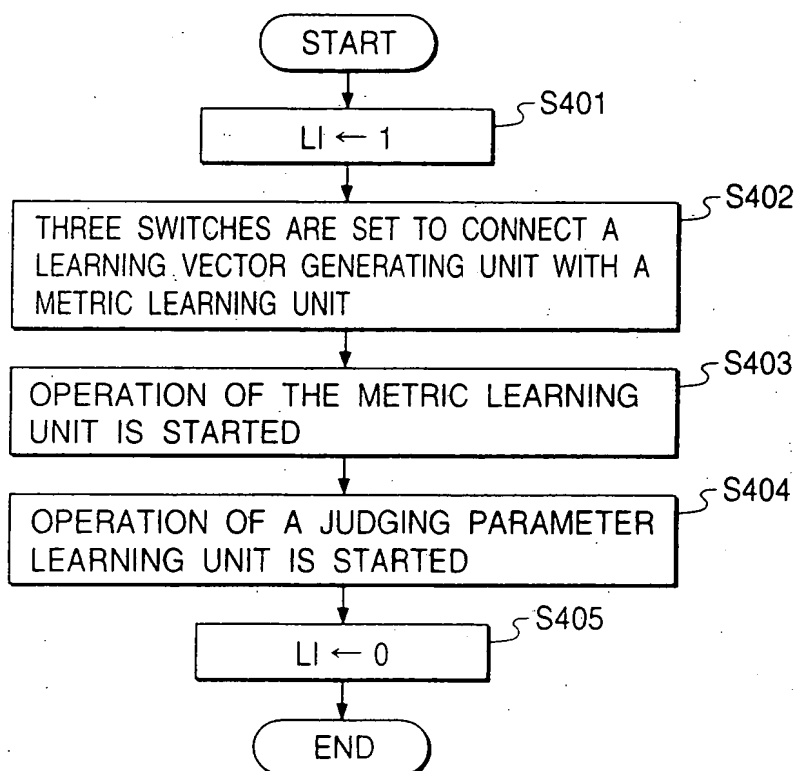 START
S401
LI ← 1
S402
THREE SWITCHES ARE SET TO CONNECT A
LEARNING VECTOR GENERATING UNIT WITH A
METRIC LEARNING UNIT
S403
OPERATION OF THE METRIC LEARNING
UNIT IS STARTED
S404
OPERATION OF A JUDGING PARAMETER
LEARNING UNIT IS STARTED
S405
LI ← 0
END